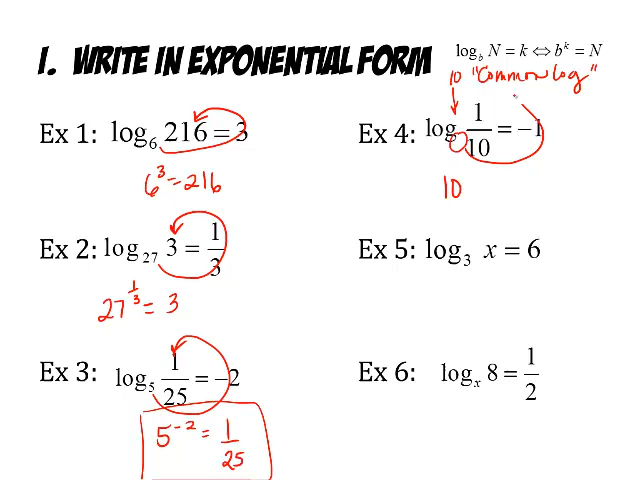 I. WRITE IN EXPONENTIAL FORM
log_b N = k ⇔ b^k = N
10 "Common log"
Ex 1: log_6 216 = 3
6^3 = 216
Ex 2: log_27 3 = 1/3
27^1/3 = 3
Ex 3: log_5 1/25 = −2
5^−2 = 1/25
Ex 4: log 1/10 = −1
10
Ex 5: log_3 x = 6
Ex 6: log_x 8 = 1/2